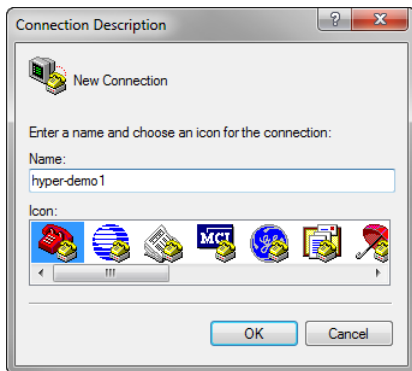 Connection Description
New Connection
Enter a name and choose an icon for the connection:
Name:
hyper-demo1
Icon:
MCI
OK Cancel